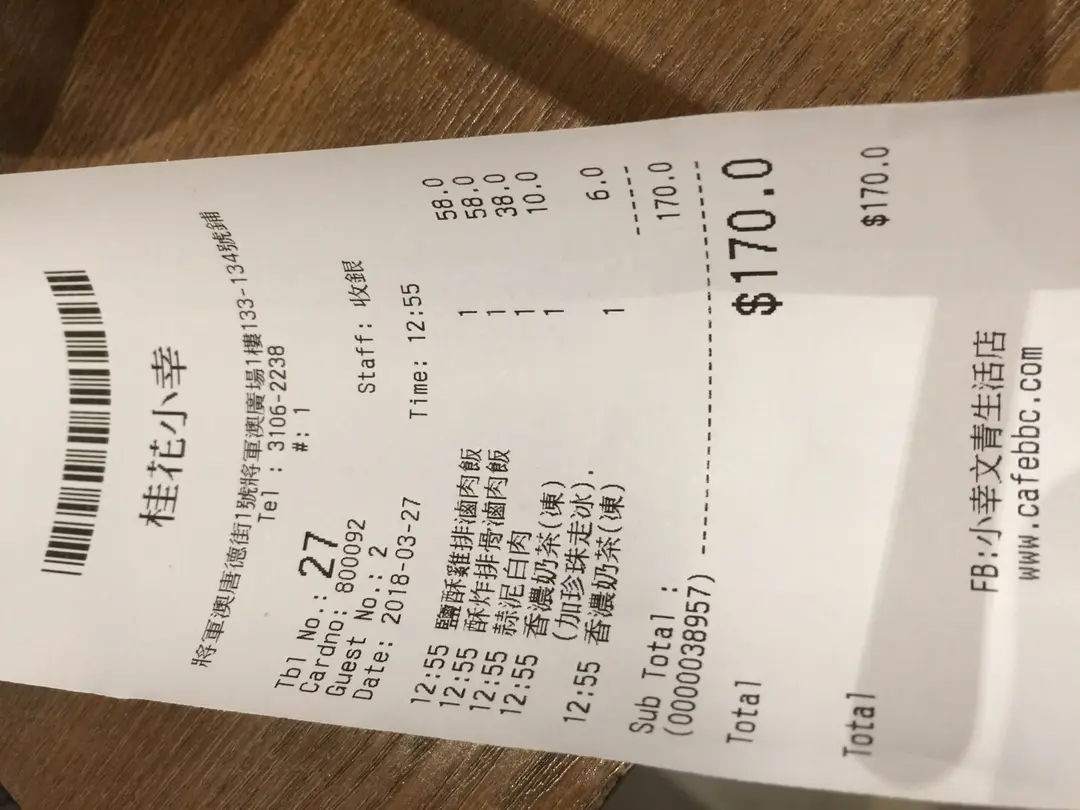 桂花小幸
將軍澳唐德街1號將軍澳廣場1樓133-134號鋪
Tel : 3106-2238
#: 1
Tbl No.: 27
Cardno: 800092
Guest No.: 2 Staff: 收銀
Date: 2018-03-27 Time: 12:55
12:55 鹽酥雞排滷肉飯 1 58.0
12:55 酥炸排骨滷肉飯 1 58.0
12:55 蒜泥白肉 1 38.0
12:55 香濃奶茶(凍) 1 10.0
(加珍珠走冰).
12:55 香濃奶茶(凍) 1 6.0
Sub Total : 170.0
(0000038957)
Total $170.0
Total $170.0
FB:小幸文青生活店
www.cafebbc.com